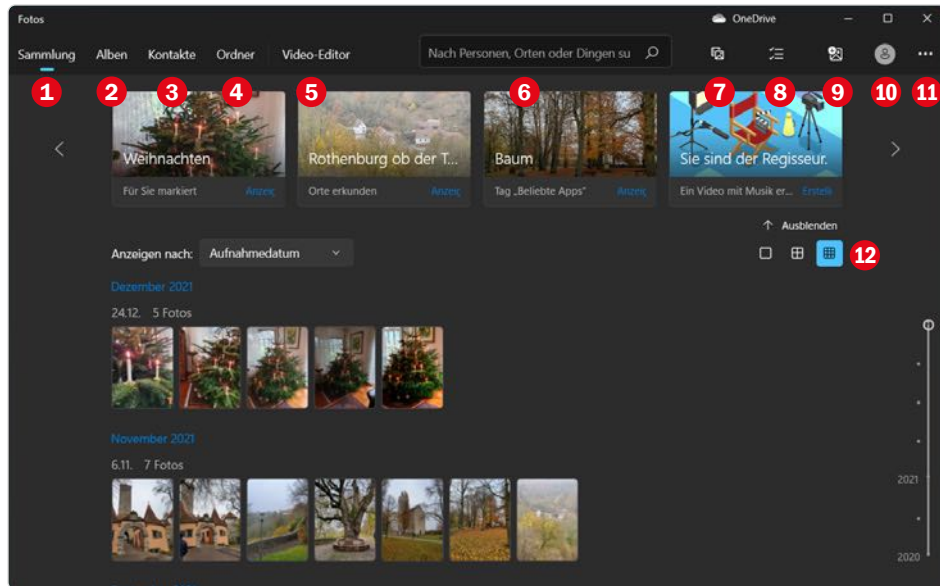 Fotos
OneDrive
Sammlung Alben Kontakte Ordner Video-Editor Nach Personen, Orten oder Dingen su
1 2 3 4 5 6 7 8 9 10 11
Weihnachten Rothenburg ob der T... Baum Sie sind der Regisseur.
Für Sie markiert Anzeig Orte erkunden Anzeig Tag „Beliebte Apps“ Anzeig Ein Video mit Musik er... Erstelle
Ausblenden
Anzeigen nach: Aufnahmedatum 12
Dezember 2021
24.12. 5 Fotos
November 2021
6.11. 7 Fotos
2021
2020